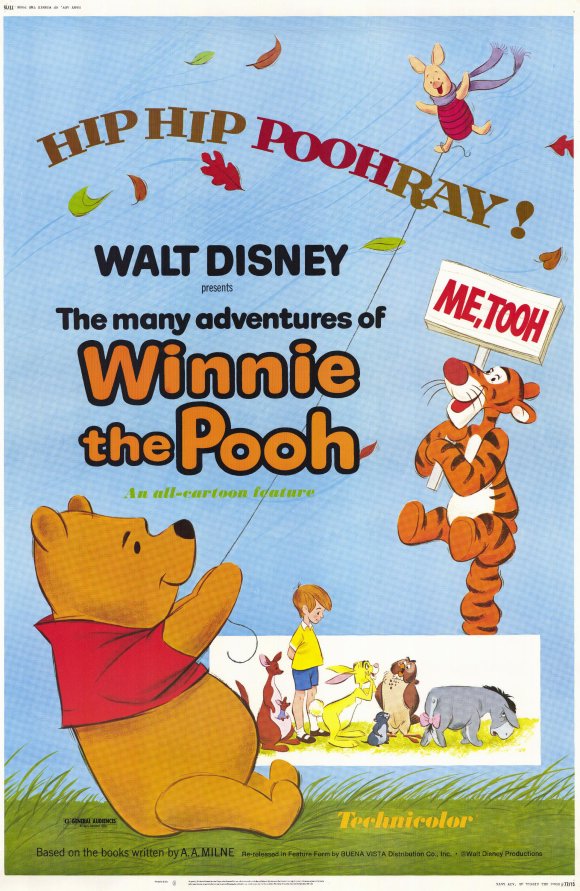 HIP HIP POOHRAY!
ME, TOOH
WALT DISNEY
presents
The many adventures of
Winnie
the Pooh
An all-cartoon feature
Technicolor
G GENERAL AUDIENCES
Based on the books written by A.A. MILNE Re-released in Feature Form by BUENA VISTA Distribution Co., Inc. · ©Walt Disney Productions
77/15